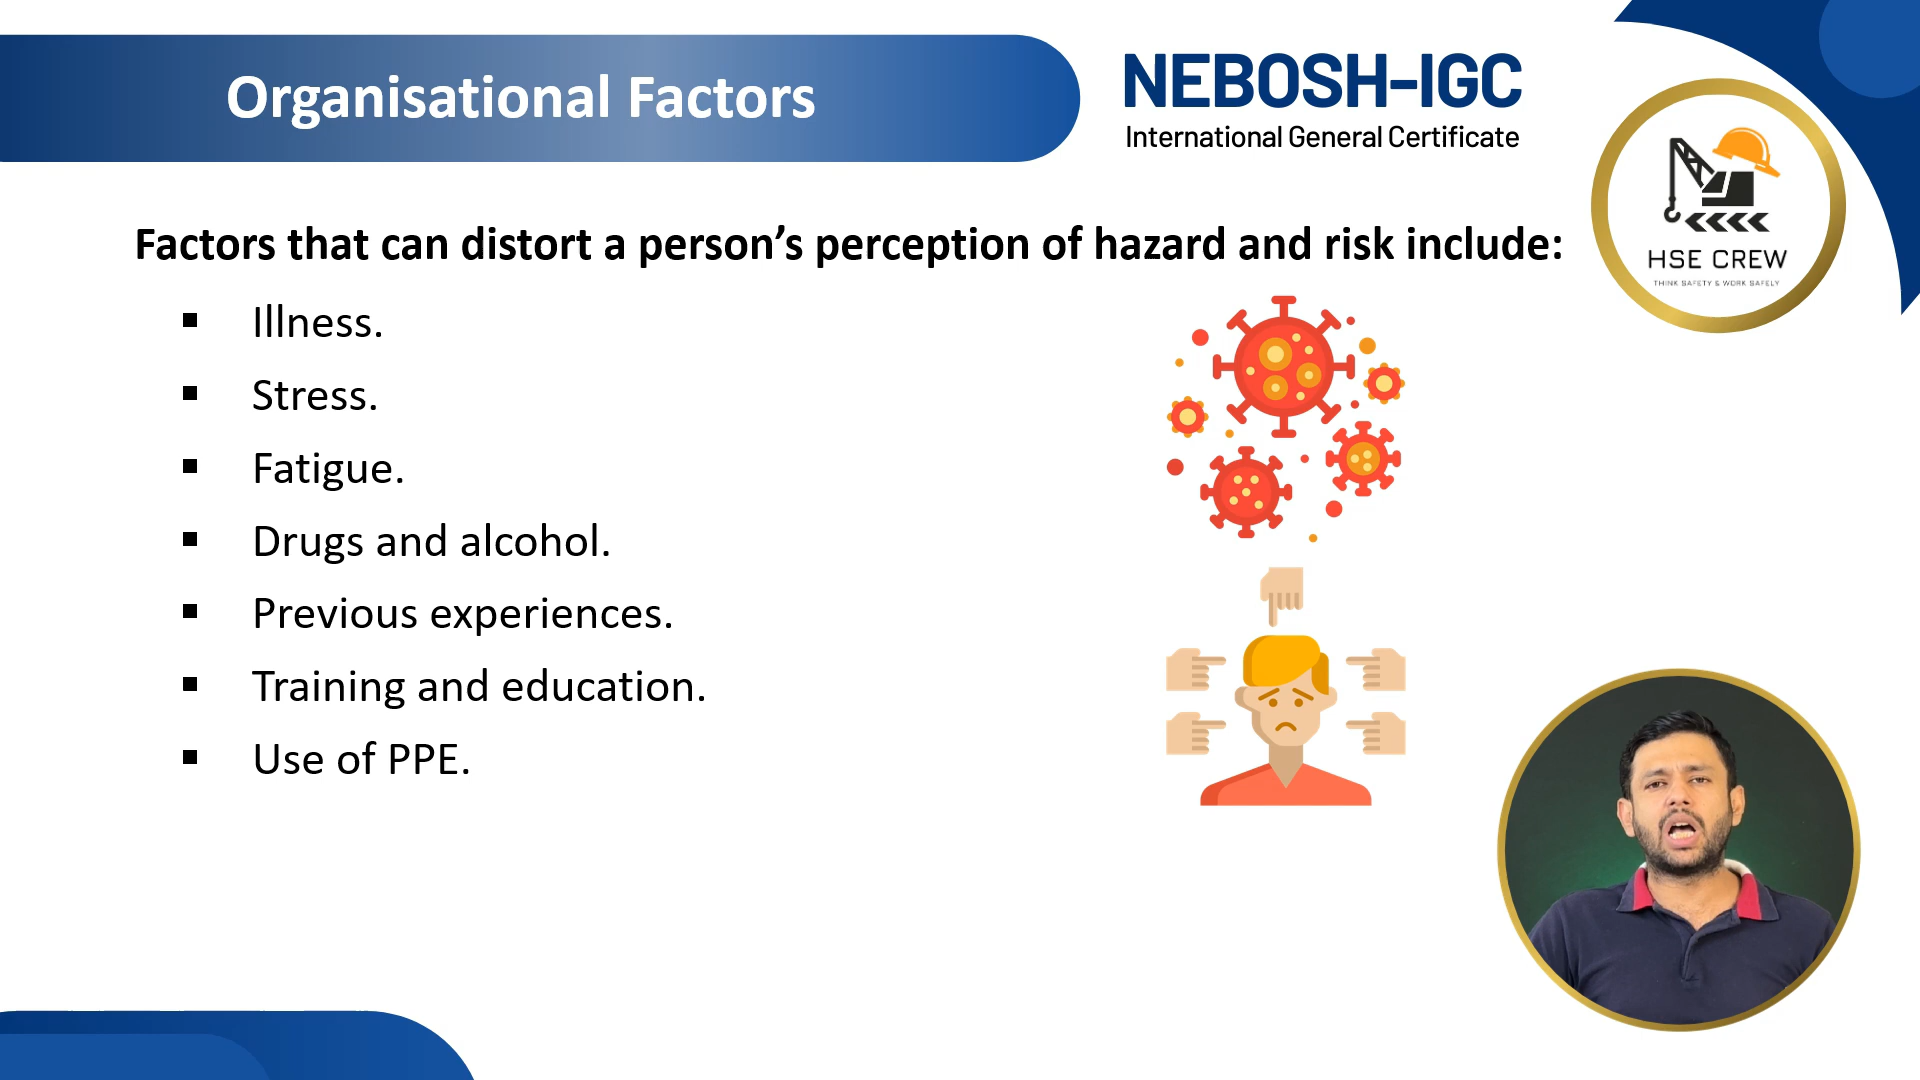 Organisational Factors
NEBOSH-IGC
International General Certificate
HSE CREW
THINK SAFETY & WORK SAFELY
Factors that can distort a person’s perception of hazard and risk include:
▪ Illness.
▪ Stress.
▪ Fatigue.
▪ Drugs and alcohol.
▪ Previous experiences.
▪ Training and education.
▪ Use of PPE.